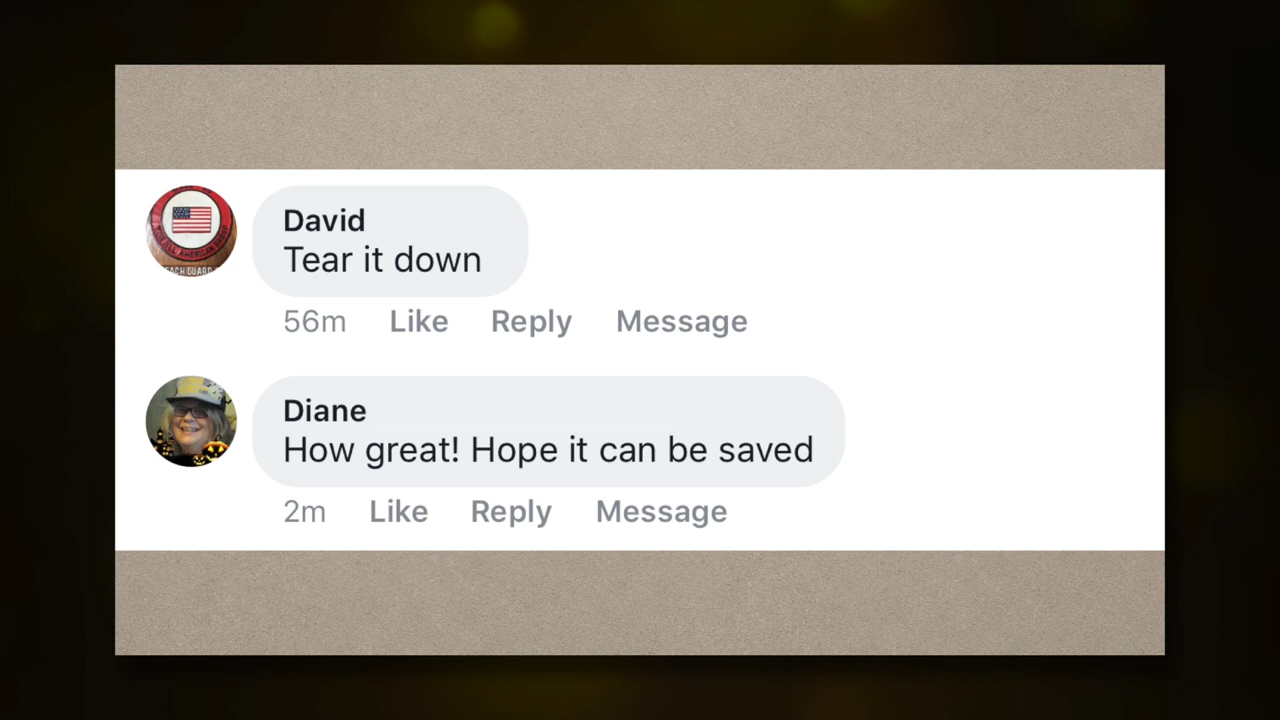 David
Tear it down
56m Like Reply Message
Diane
How great! Hope it can be saved
2m Like Reply Message